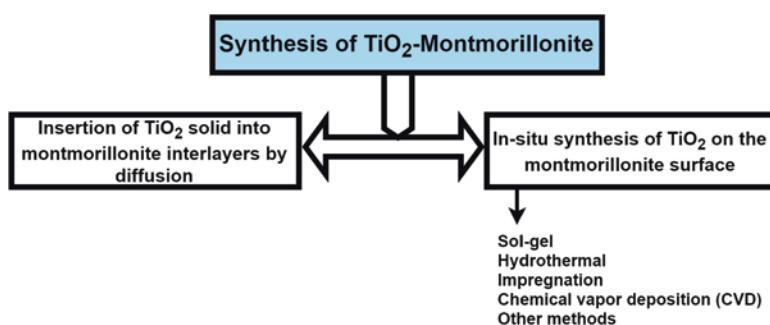 Synthesis of TiO₂-Montmorillonite
Insertion of TiO₂ solid into
montmorillonite interlayers by
diffusion
In-situ synthesis of TiO₂ on the
montmorillonite surface
Sol-gel
Hydrothermal
Impregnation
Chemical vapor deposition (CVD)
Other methods